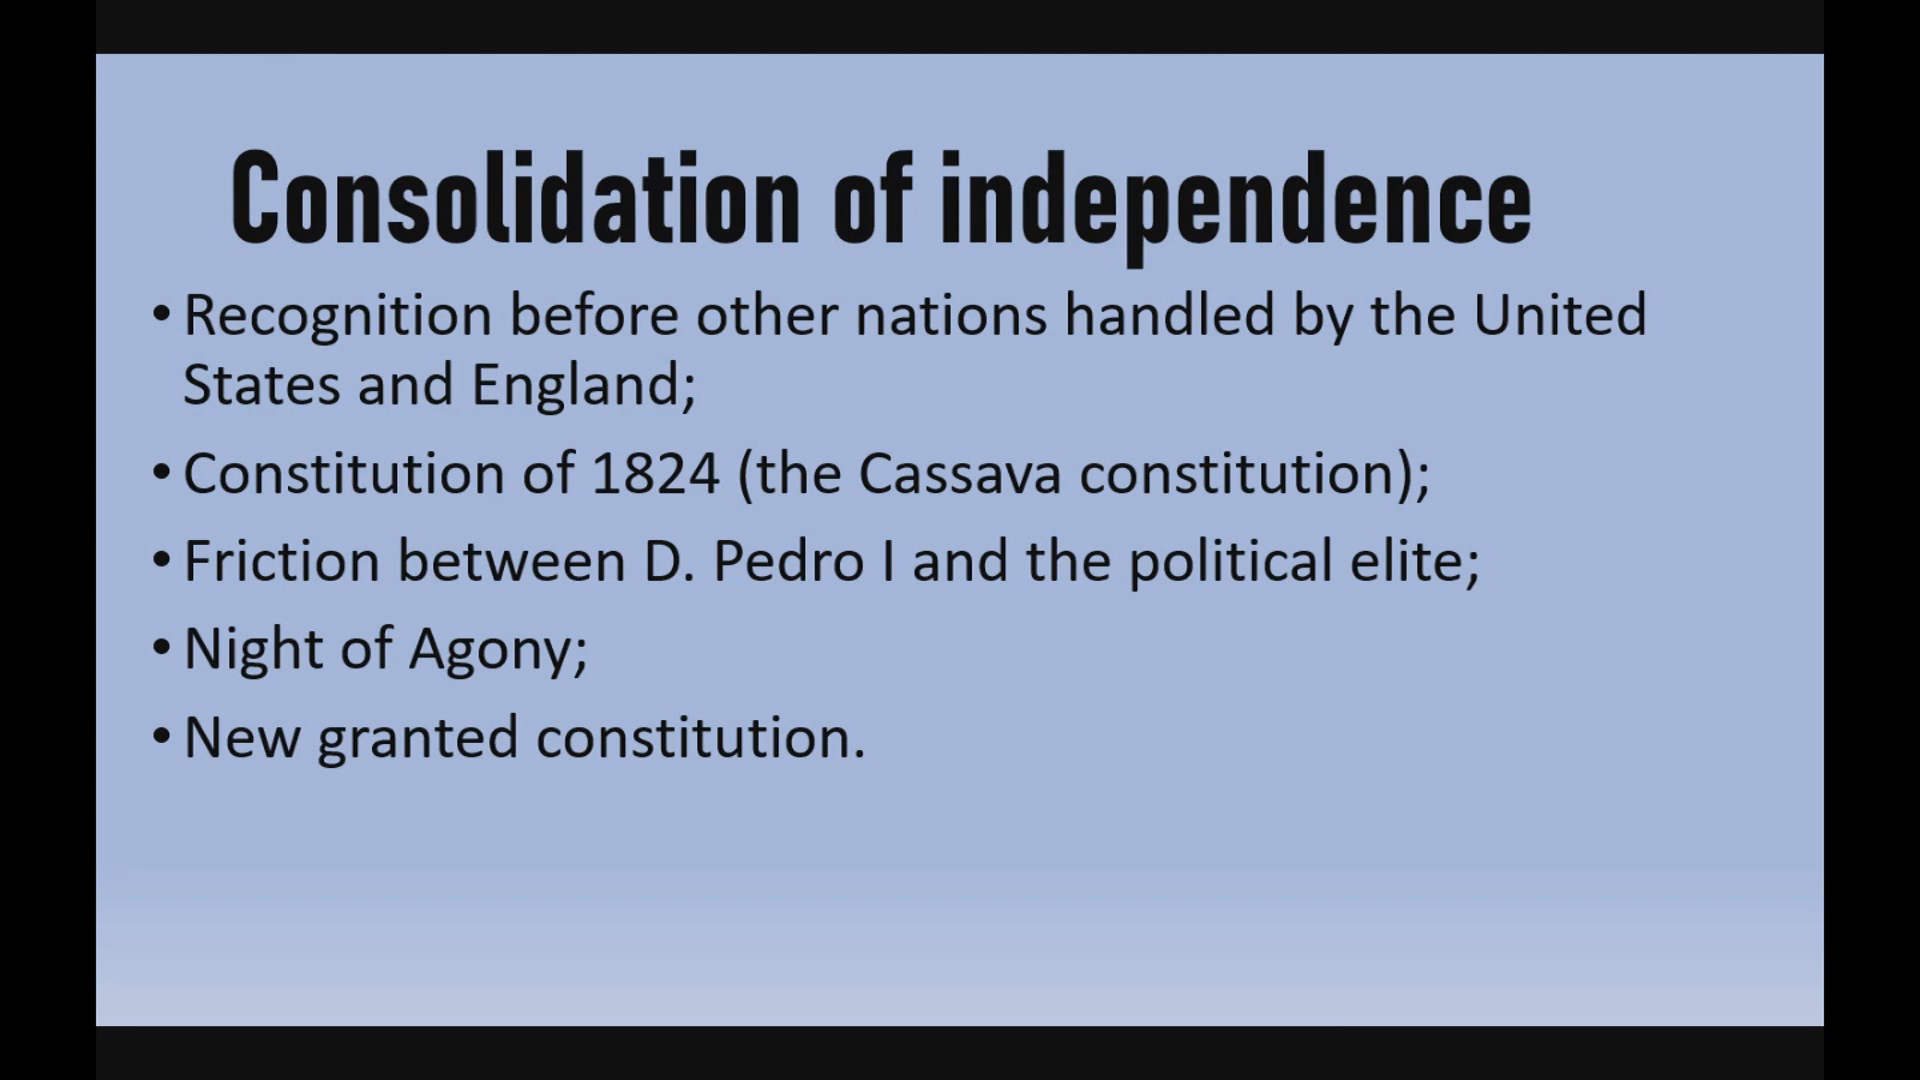 Consolidation of independence
• Recognition before other nations handled by the United
States and England;
• Constitution of 1824 (the Cassava constitution);
• Friction between D. Pedro I and the political elite;
• Night of Agony;
• New granted constitution.